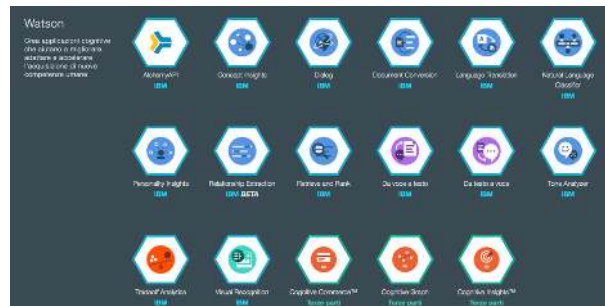 Watson
Crea applicazioni cognitive
che aiutano a migliorare
adattare e accelerare
l'acquisizione di nuove
competenze umane
AlchemyAPI
IBM
Concept Insights
IBM
Dialog
IBM
Document Conversion
IBM
Language Translation
IBM
Natural Language
Classifier
IBM
Personality Insights
IBM
Relationship Extraction
IBM BETA
Retrieve and Rank
IBM
Da voce a testo
IBM
Da testo a voce
IBM
Tone Analyzer
IBM
Tradeoff Analytics
IBM
Visual Recognition
IBM
Cognitive Commerce™
Terze parti
Cognitive Graph
Terze parti
Cognitive Insights™
Terze parti